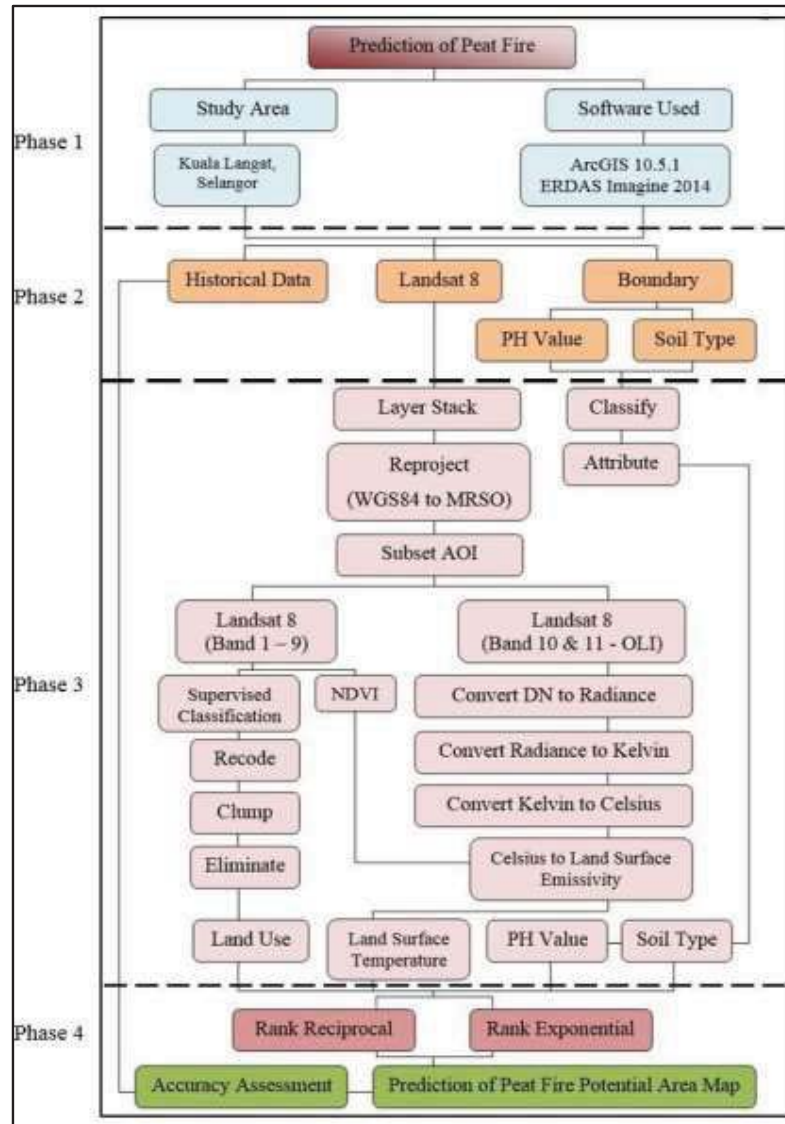 Prediction of Peat Fire
Phase 1
Study Area
Software Used
Kuala Langat,
Selangor
ArcGIS 10.5.1
ERDAS Imagine 2014
Phase 2
Historical Data
Landsat 8
Boundary
PH Value
Soil Type
Phase 3
Layer Stack
Classify
Reproject
(WGS84 to MRSO)
Attribute
Subset AOI
Landsat 8
(Band 1 – 9)
Landsat 8
(Band 10 & 11 - OLI)
Supervised
Classification
NDVI
Convert DN to Radiance
Recode
Convert Radiance to Kelvin
Clump
Convert Kelvin to Celsius
Eliminate
Celsius to Land Surface
Emissivity
Land Use
Land Surface
Temperature
PH Value
Soil Type
Phase 4
Rank Reciprocal
Rank Exponential
Accuracy Assessment
Prediction of Peat Fire Potential Area Map